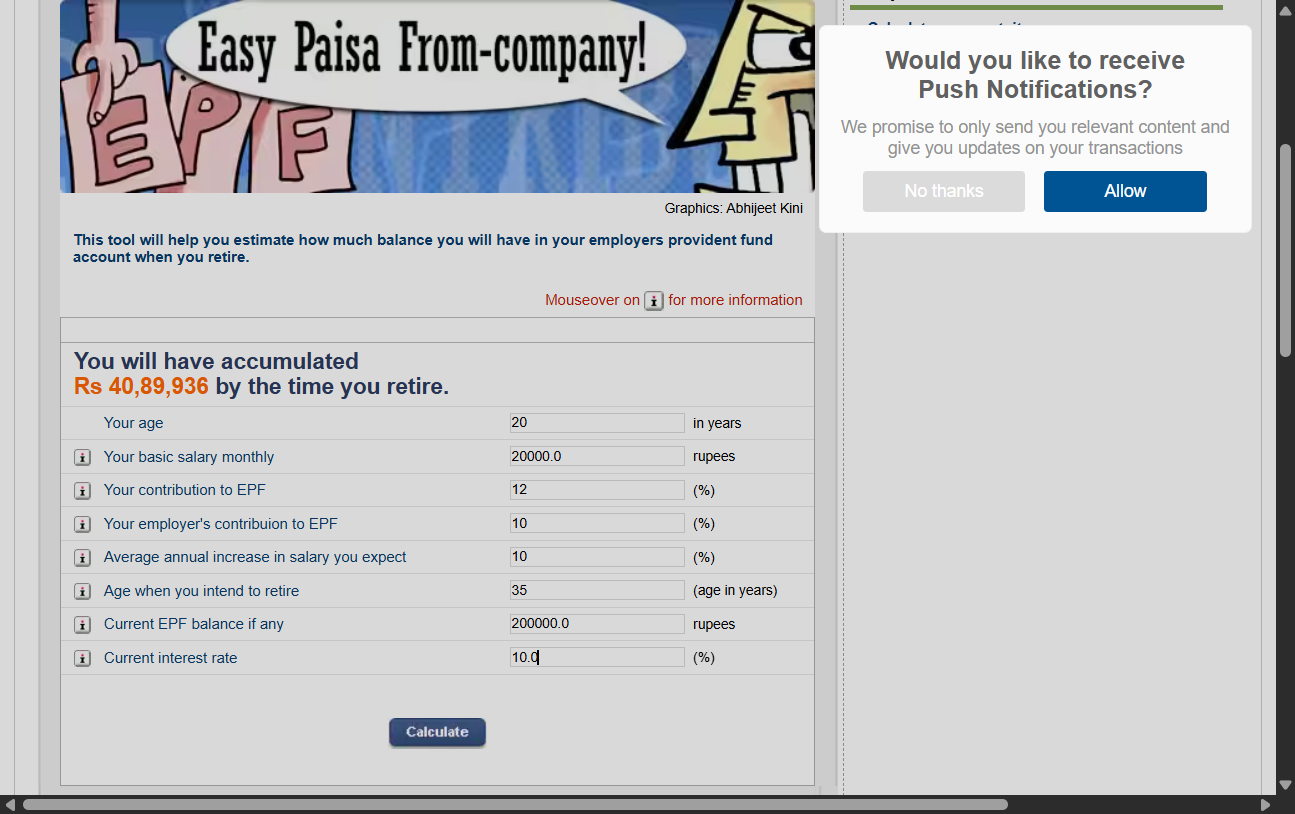 Easy Paisa From-company!
EPF
Graphics: Abhijeet Kini
This tool will help you estimate how much balance you will have in your employers provident fund
account when you retire.
Mouseover on i for more information
You will have accumulated
Rs 40,89,936 by the time you retire.
Your age 20 in years
i Your basic salary monthly 20000.0 rupees
i Your contribution to EPF 12 (%)
i Your employer's contribuion to EPF 10 (%)
i Average annual increase in salary you expect 10 (%)
i Age when you intend to retire 35 (age in years)
i Current EPF balance if any 200000.0 rupees
i Current interest rate 10.0 (%)
Calculate
Would you like to receive
Push Notifications?
We promise to only send you relevant content and
give you updates on your transactions
No thanks Allow